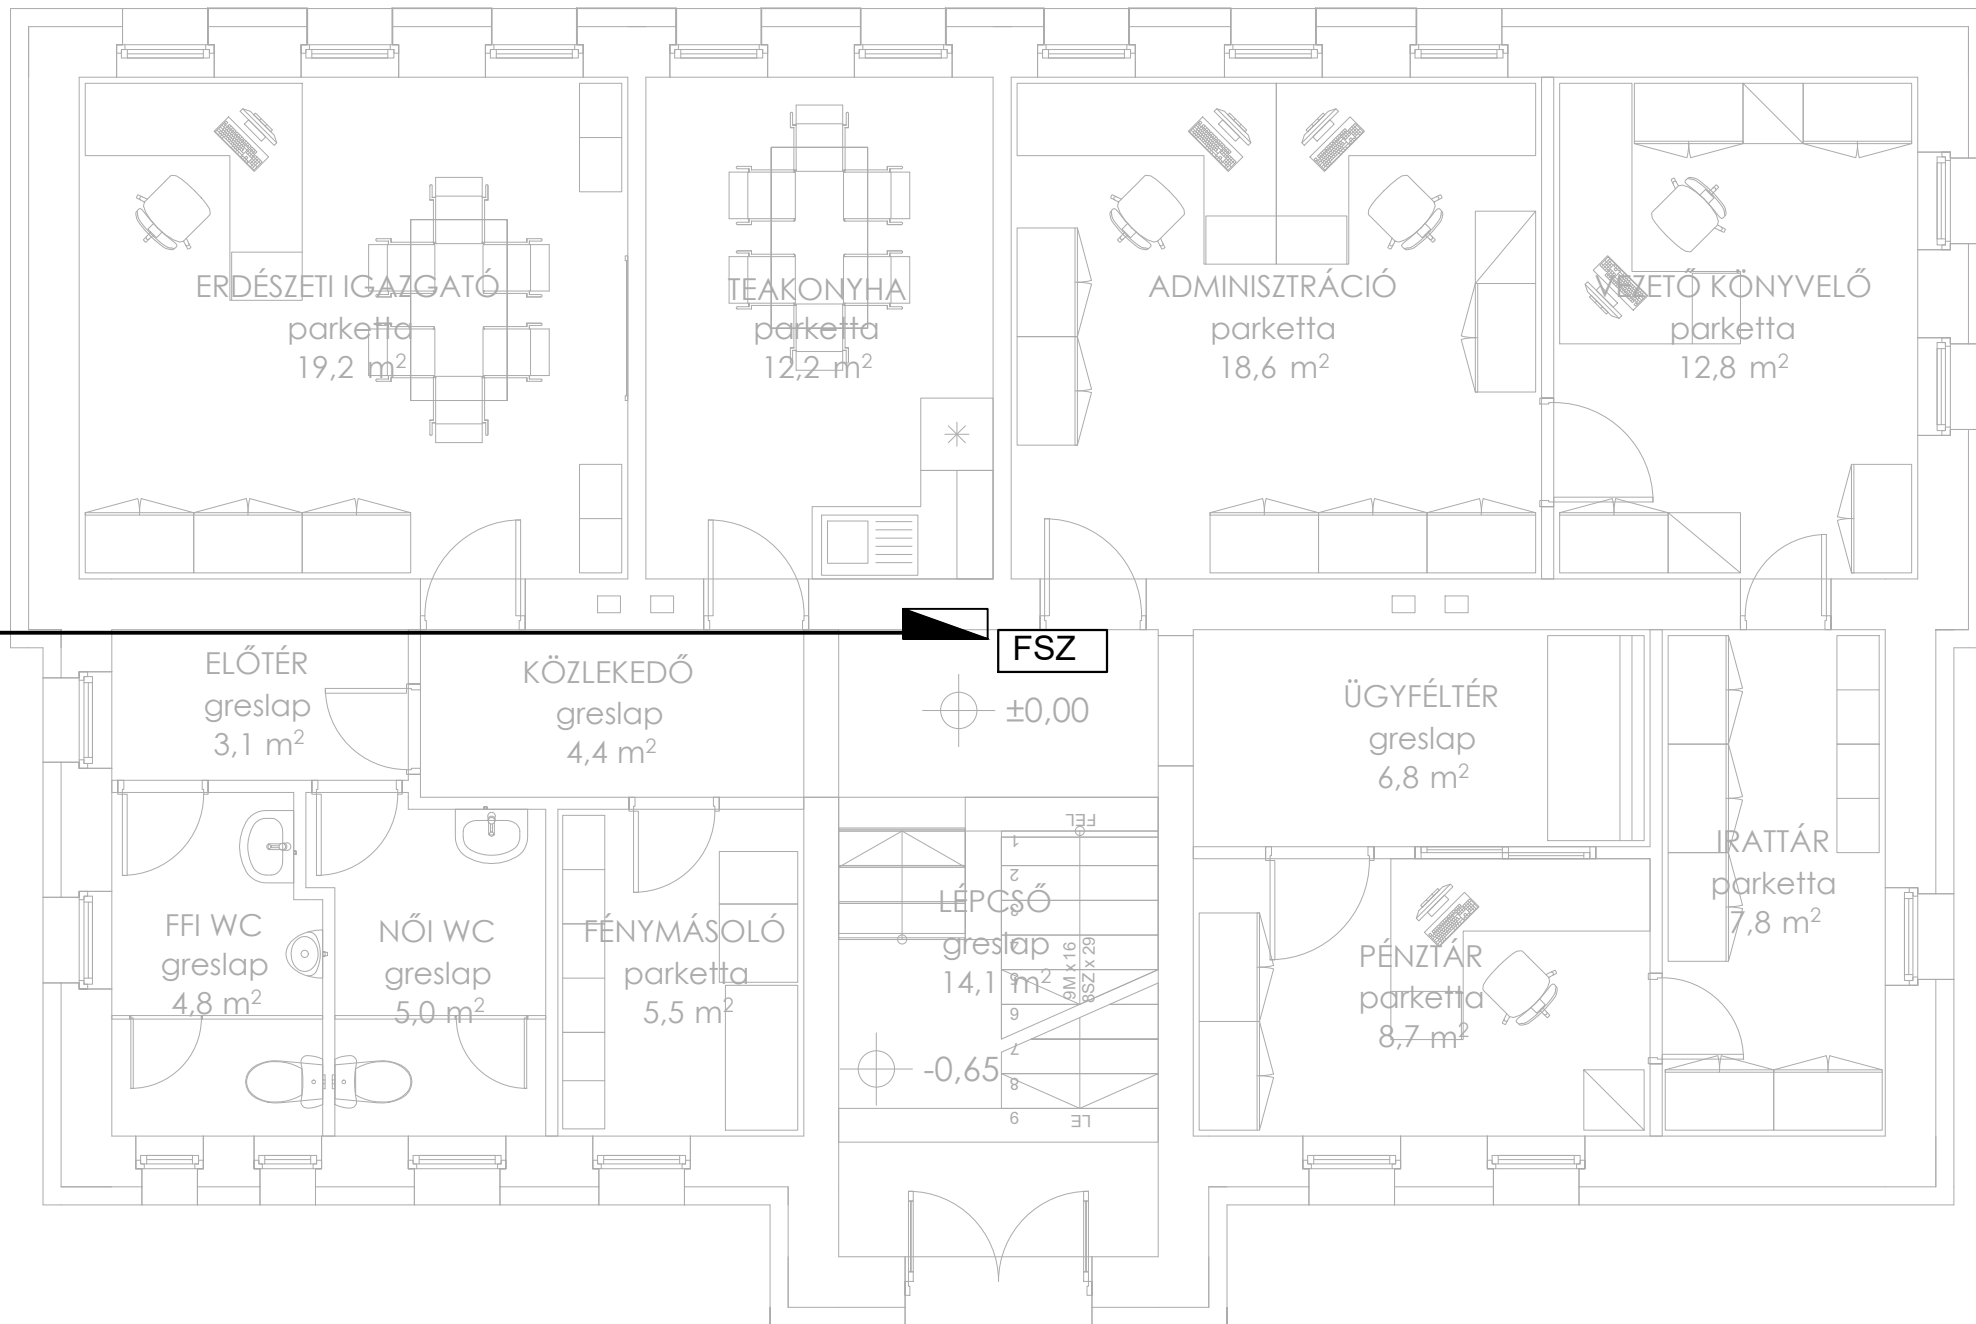 ERDÉSZETI IGAZGATÓ
parketta
19,2 m²
TEAKONYHA
parketta
12,2 m²
ADMINISZTRÁCIÓ
parketta
18,6 m²
VEZETŐ KÖNYVELŐ
parketta
12,8 m²
FSZ
ELŐTÉR
greslap
3,1 m²
KÖZLEKEDŐ
greslap
4,4 m²
±0,00
ÜGYFÉLTÉR
greslap
6,8 m²
IRATTÁR
parketta
7,8 m²
FFI WC
greslap
4,8 m²
NŐI WC
greslap
5,0 m²
FÉNYMÁSOLÓ
parketta
5,5 m²
FEL
1
2
3
4
5
6
7
8
9
LE
LÉPCSŐ
greslap
14,1 m²
9M x 16
8SZ x 29
-0,65
PÉNZTÁR
parketta
8,7 m²